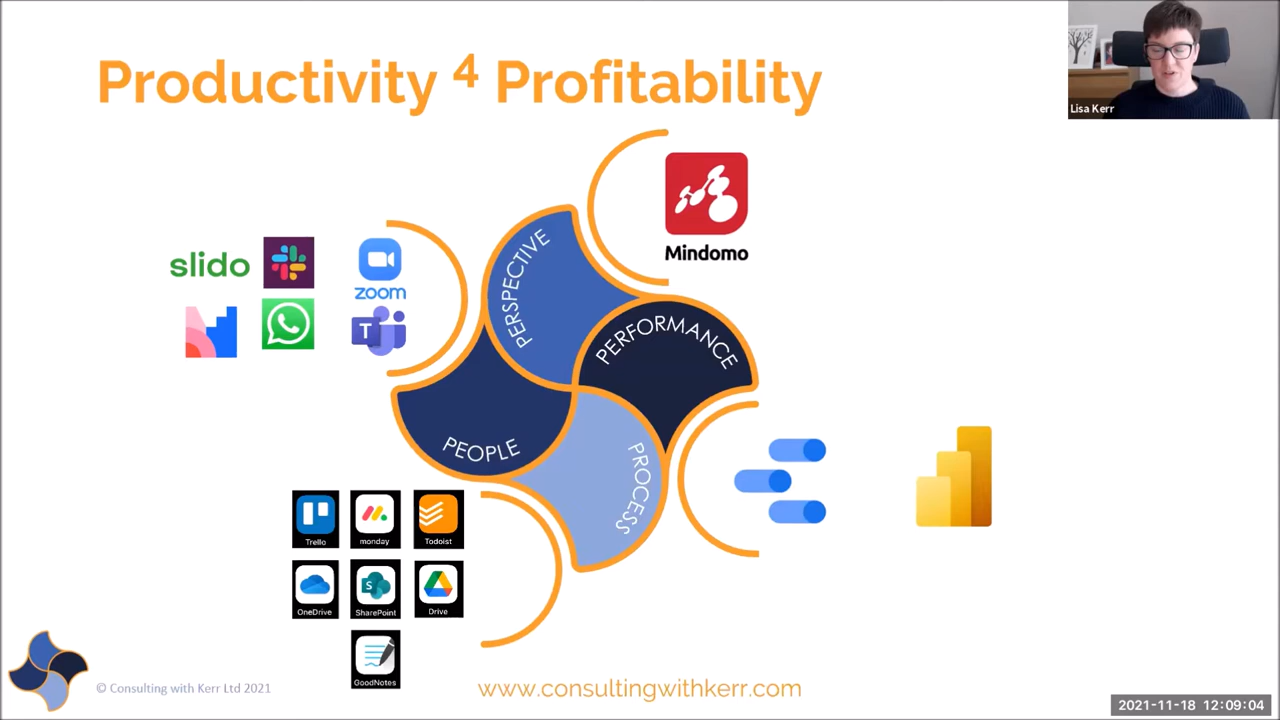 Productivity 4 Profitability
Lisa Kerr
Mindomo
slido
zoom
T
PERSPECTIVE
PERFORMANCE
PEOPLE
PROCESS
Trello
monday
Todoist
OneDrive
S
SharePoint
Drive
GoodNotes
© Consulting with Kerr Ltd 2021
www.consultingwithkerr.com
2021-11-18 12:09:04